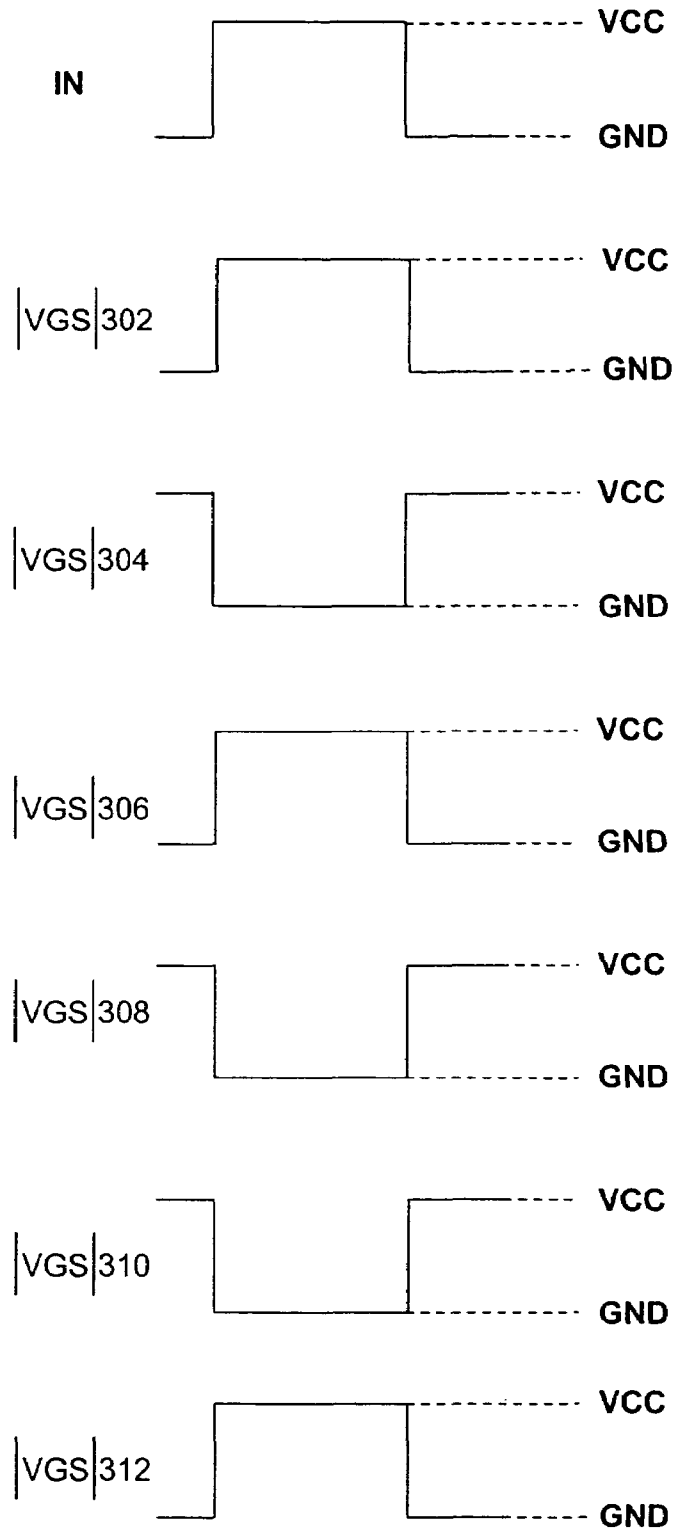 VCC
IN
GND
VCC
|VGS|302
GND
VCC
|VGS|304
GND
VCC
|VGS|306
GND
VCC
|VGS|308
GND
VCC
|VGS|310
GND
VCC
|VGS|312
GND